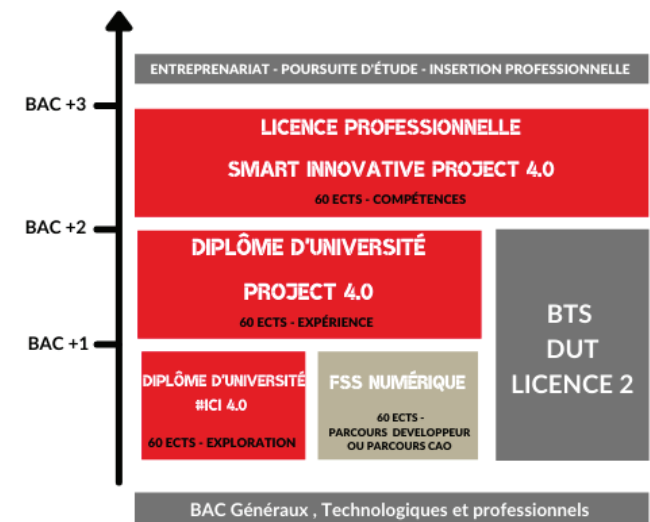 ENTREPRENARIAT - POURSUITE D'ÉTUDE - INSERTION PROFESSIONNELLE
BAC +3
LICENCE PROFESSIONNELLE
SMART INNOVATIVE PROJECT 4.0
60 ECTS - COMPÉTENCES
BAC +2
DIPLÔME D'UNIVERSITÉ
PROJECT 4.0
60 ECTS - EXPÉRIENCE
BTS
DUT
LICENCE 2
BAC +1
DIPLÔME D'UNIVERSITÉ
#ICI 4.0
60 ECTS - EXPLORATION
FSS NUMÉRIQUE
60 ECTS -
PARCOURS DEVELOPPEUR
OU PARCOURS CAO
BAC Généraux , Technologiques et professionnels